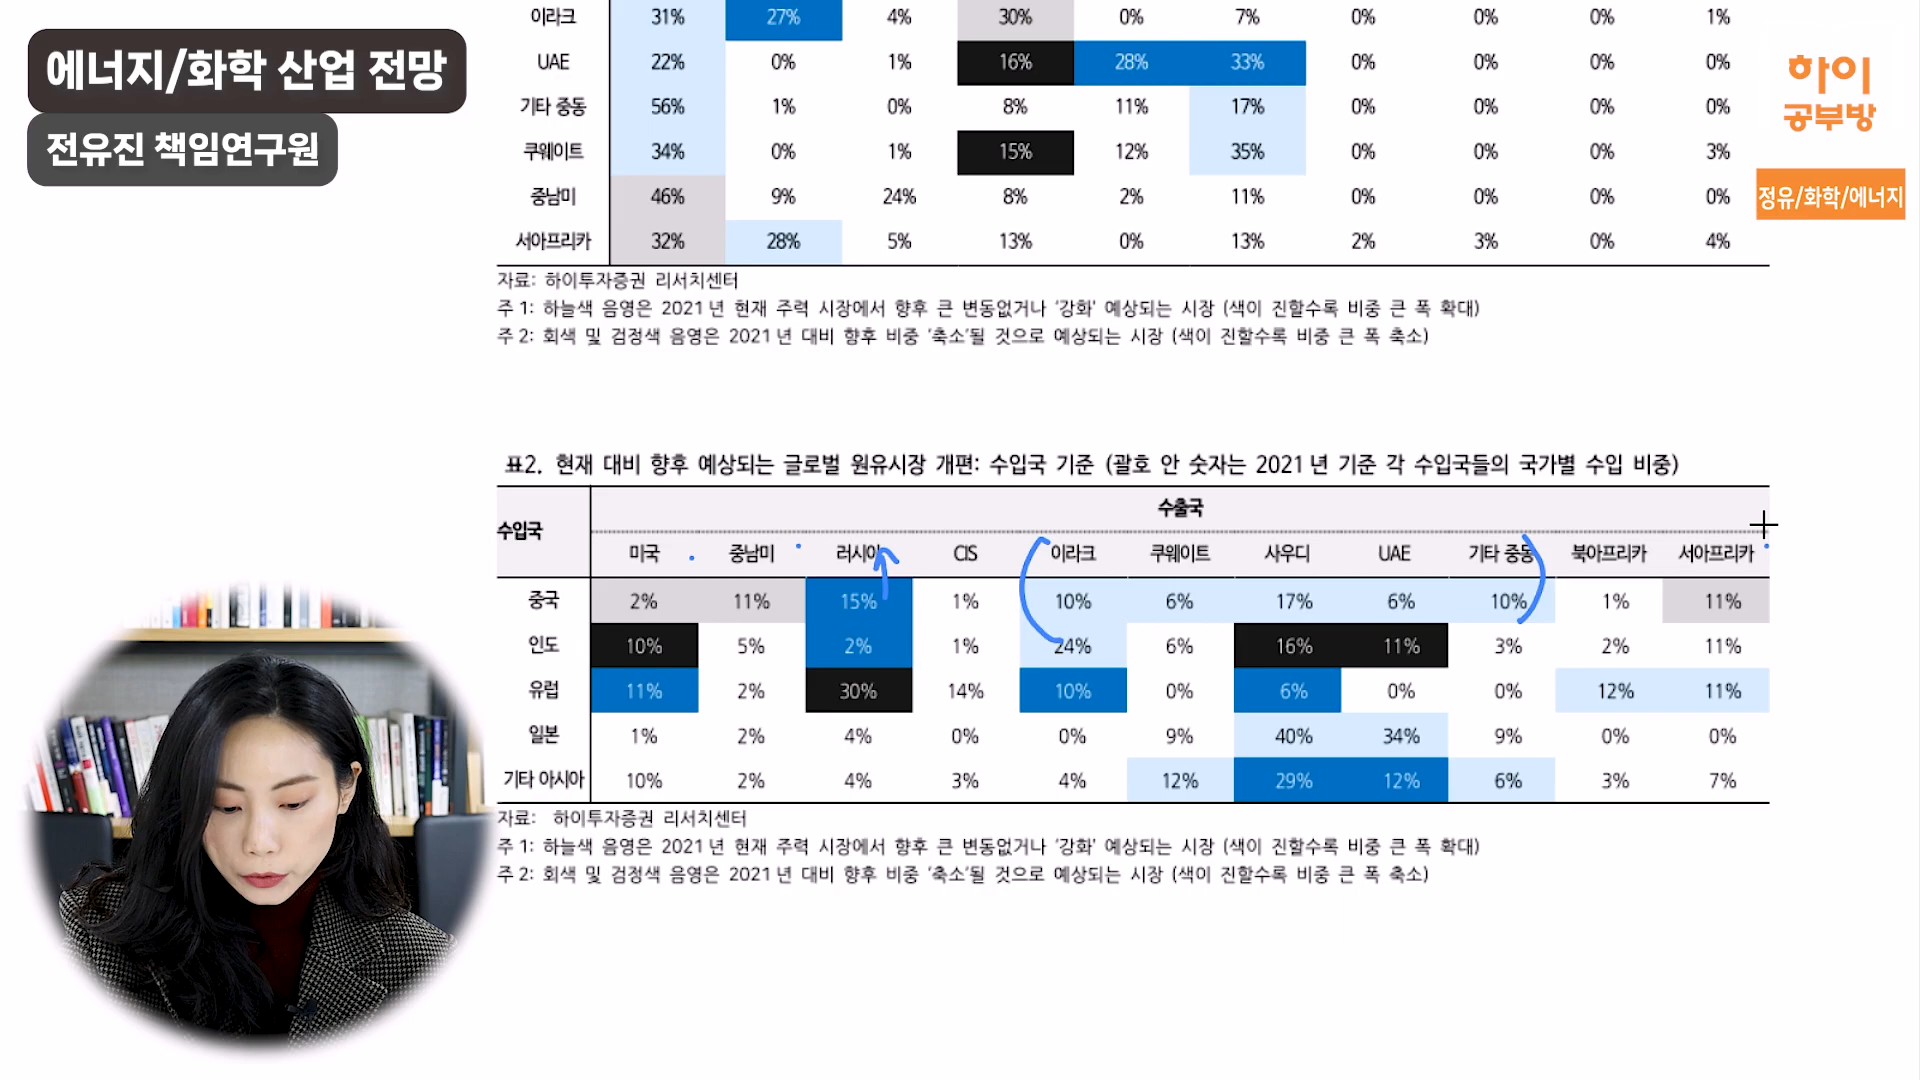 에너지/화학 산업 전망
전유진 책임연구원
하이
공부방
정유/화학/에너지
이라크 31% 27% 4% 30% 0% 7% 0% 0% 0% 1%
UAE 22% 0% 1% 16% 28% 33% 0% 0% 0% 0%
기타 중동 56% 1% 0% 8% 11% 17% 0% 0% 0% 0%
쿠웨이트 34% 0% 1% 15% 12% 35% 0% 0% 0% 3%
중남미 46% 9% 24% 8% 2% 11% 0% 0% 0% 0%
서아프리카 32% 28% 5% 13% 0% 13% 2% 3% 0% 4%
자료: 하이투자증권 리서치센터
주 1: 하늘색 음영은 2021년 현재 주력 시장에서 향후 큰 변동없거나 '강화' 예상되는 시장 (색이 진할수록 비중 큰 폭 확대)
주 2: 회색 및 검정색 음영은 2021년 대비 향후 비중 '축소'될 것으로 예상되는 시장 (색이 진할수록 비중 큰 폭 축소)
표2. 현재 대비 향후 예상되는 글로벌 원유시장 개편: 수입국 기준 (괄호 안 숫자는 2021년 기준 각 수입국들의 국가별 수입 비중)
수입국 수출국
미국 중남미 러시아 CIS 이라크 쿠웨이트 사우디 UAE 기타 중동 북아프리카 서아프리카
중국 2% 11% 15% 1% 10% 6% 17% 6% 10% 1% 11%
인도 10% 5% 2% 1% 24% 6% 16% 11% 3% 2% 11%
유럽 11% 2% 30% 14% 10% 0% 6% 0% 0% 12% 11%
일본 1% 2% 4% 0% 0% 9% 40% 34% 9% 0% 0%
기타 아시아 10% 2% 4% 3% 4% 12% 29% 12% 6% 3% 7%
자료: 하이투자증권 리서치센터
주 1: 하늘색 음영은 2021년 현재 주력 시장에서 향후 큰 변동없거나 '강화' 예상되는 시장 (색이 진할수록 비중 큰 폭 확대)
주 2: 회색 및 검정색 음영은 2021년 대비 향후 비중 '축소'될 것으로 예상되는 시장 (색이 진할수록 비중 큰 폭 축소)